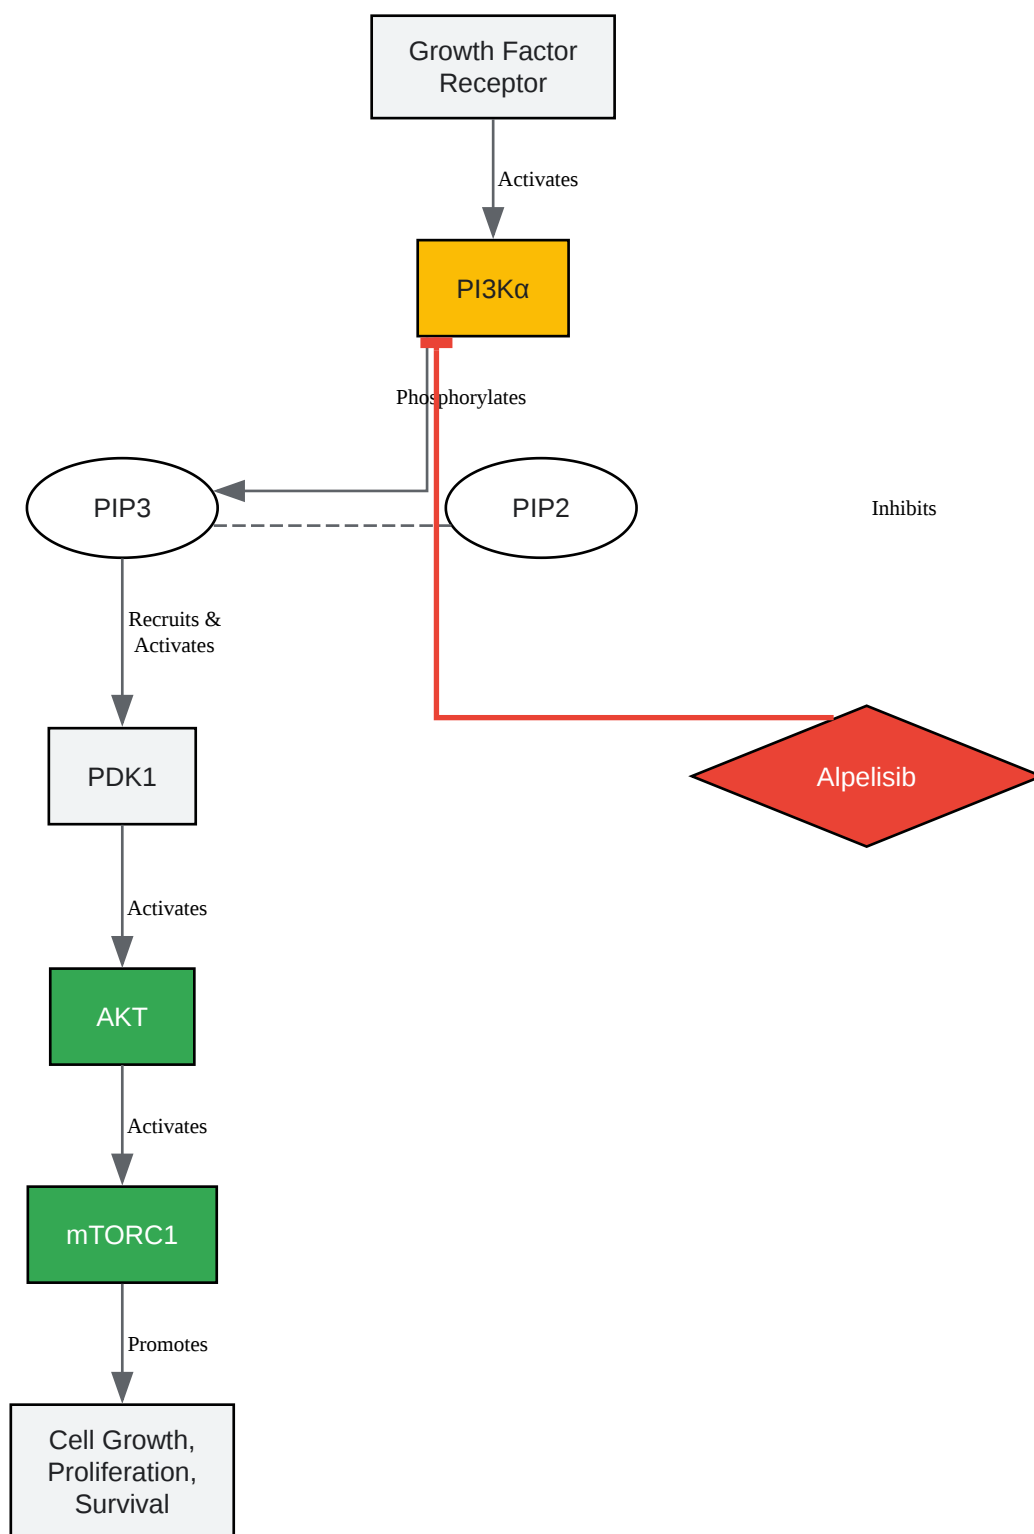 Growth Factor
Receptor
Activates
PI3Kα
Phosphorylates
PIP3
PIP2
Inhibits
Recruits &
Activates
PDK1
Alpelisib
Activates
AKT
Activates
mTORC1
Promotes
Cell Growth,
Proliferation,
Survival